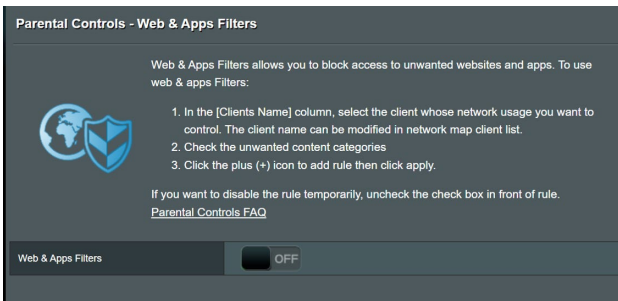 Parental Controls - Web & Apps Filters
Web & Apps Filters allows you to block access to unwanted websites and apps. To use
web & apps Filters:
1. In the [Clients Name] column, select the client whose network usage you want to
control. The client name can be modified in network map client list.
2. Check the unwanted content categories
3. Click the plus (+) icon to add rule then click apply.
If you want to disable the rule temporarily, uncheck the check box in front of rule.
Parental Controls FAQ
Web & Apps Filters
OFF